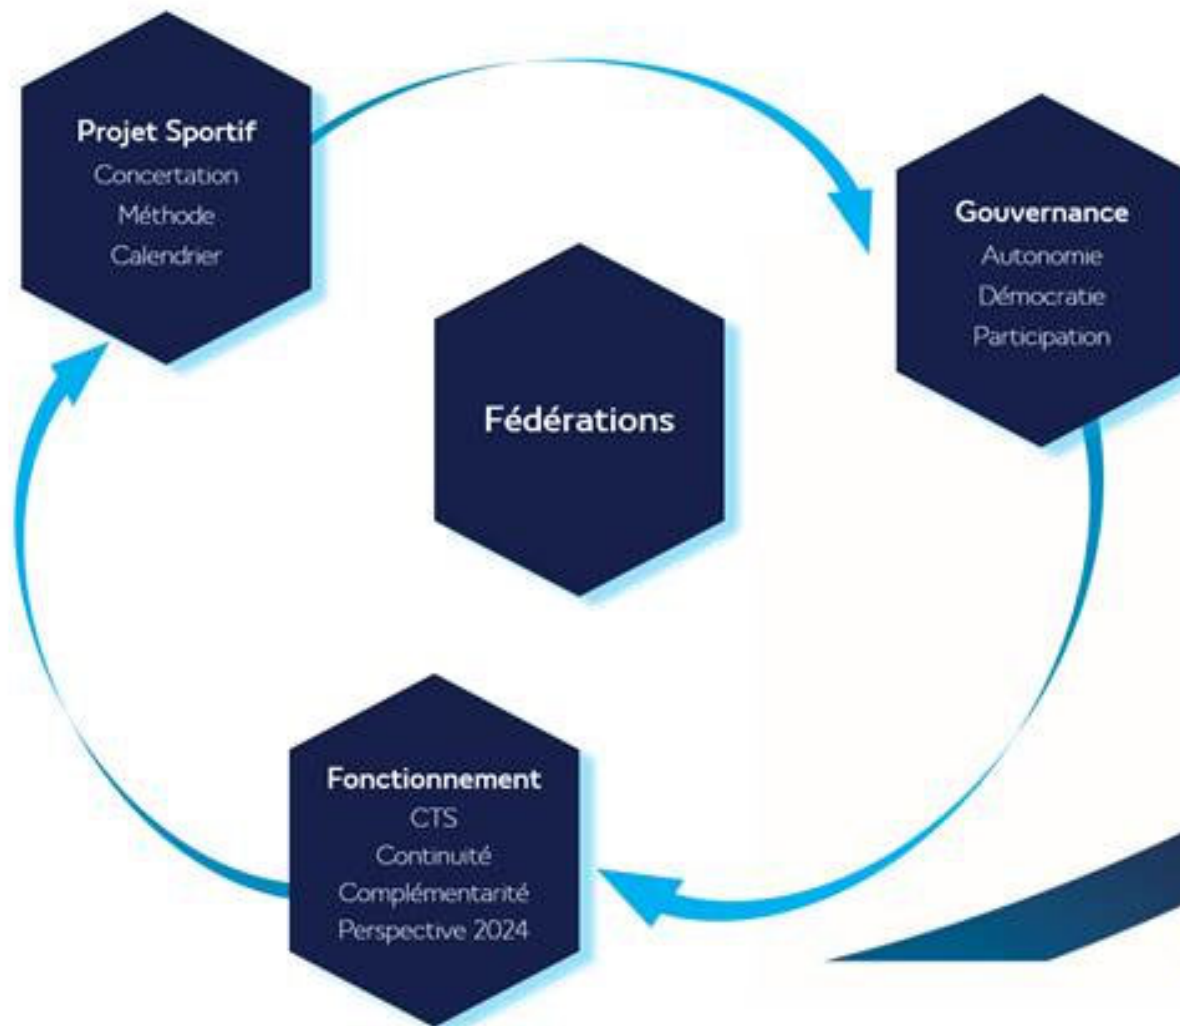 Projet Sportif
Concertation
Méthode
Calendrier
Gouvernance
Autonomie
Démocratie
Participation
Fédérations
Fonctionnement
CTS
Continuité
Complémentarité
Perspective 2024